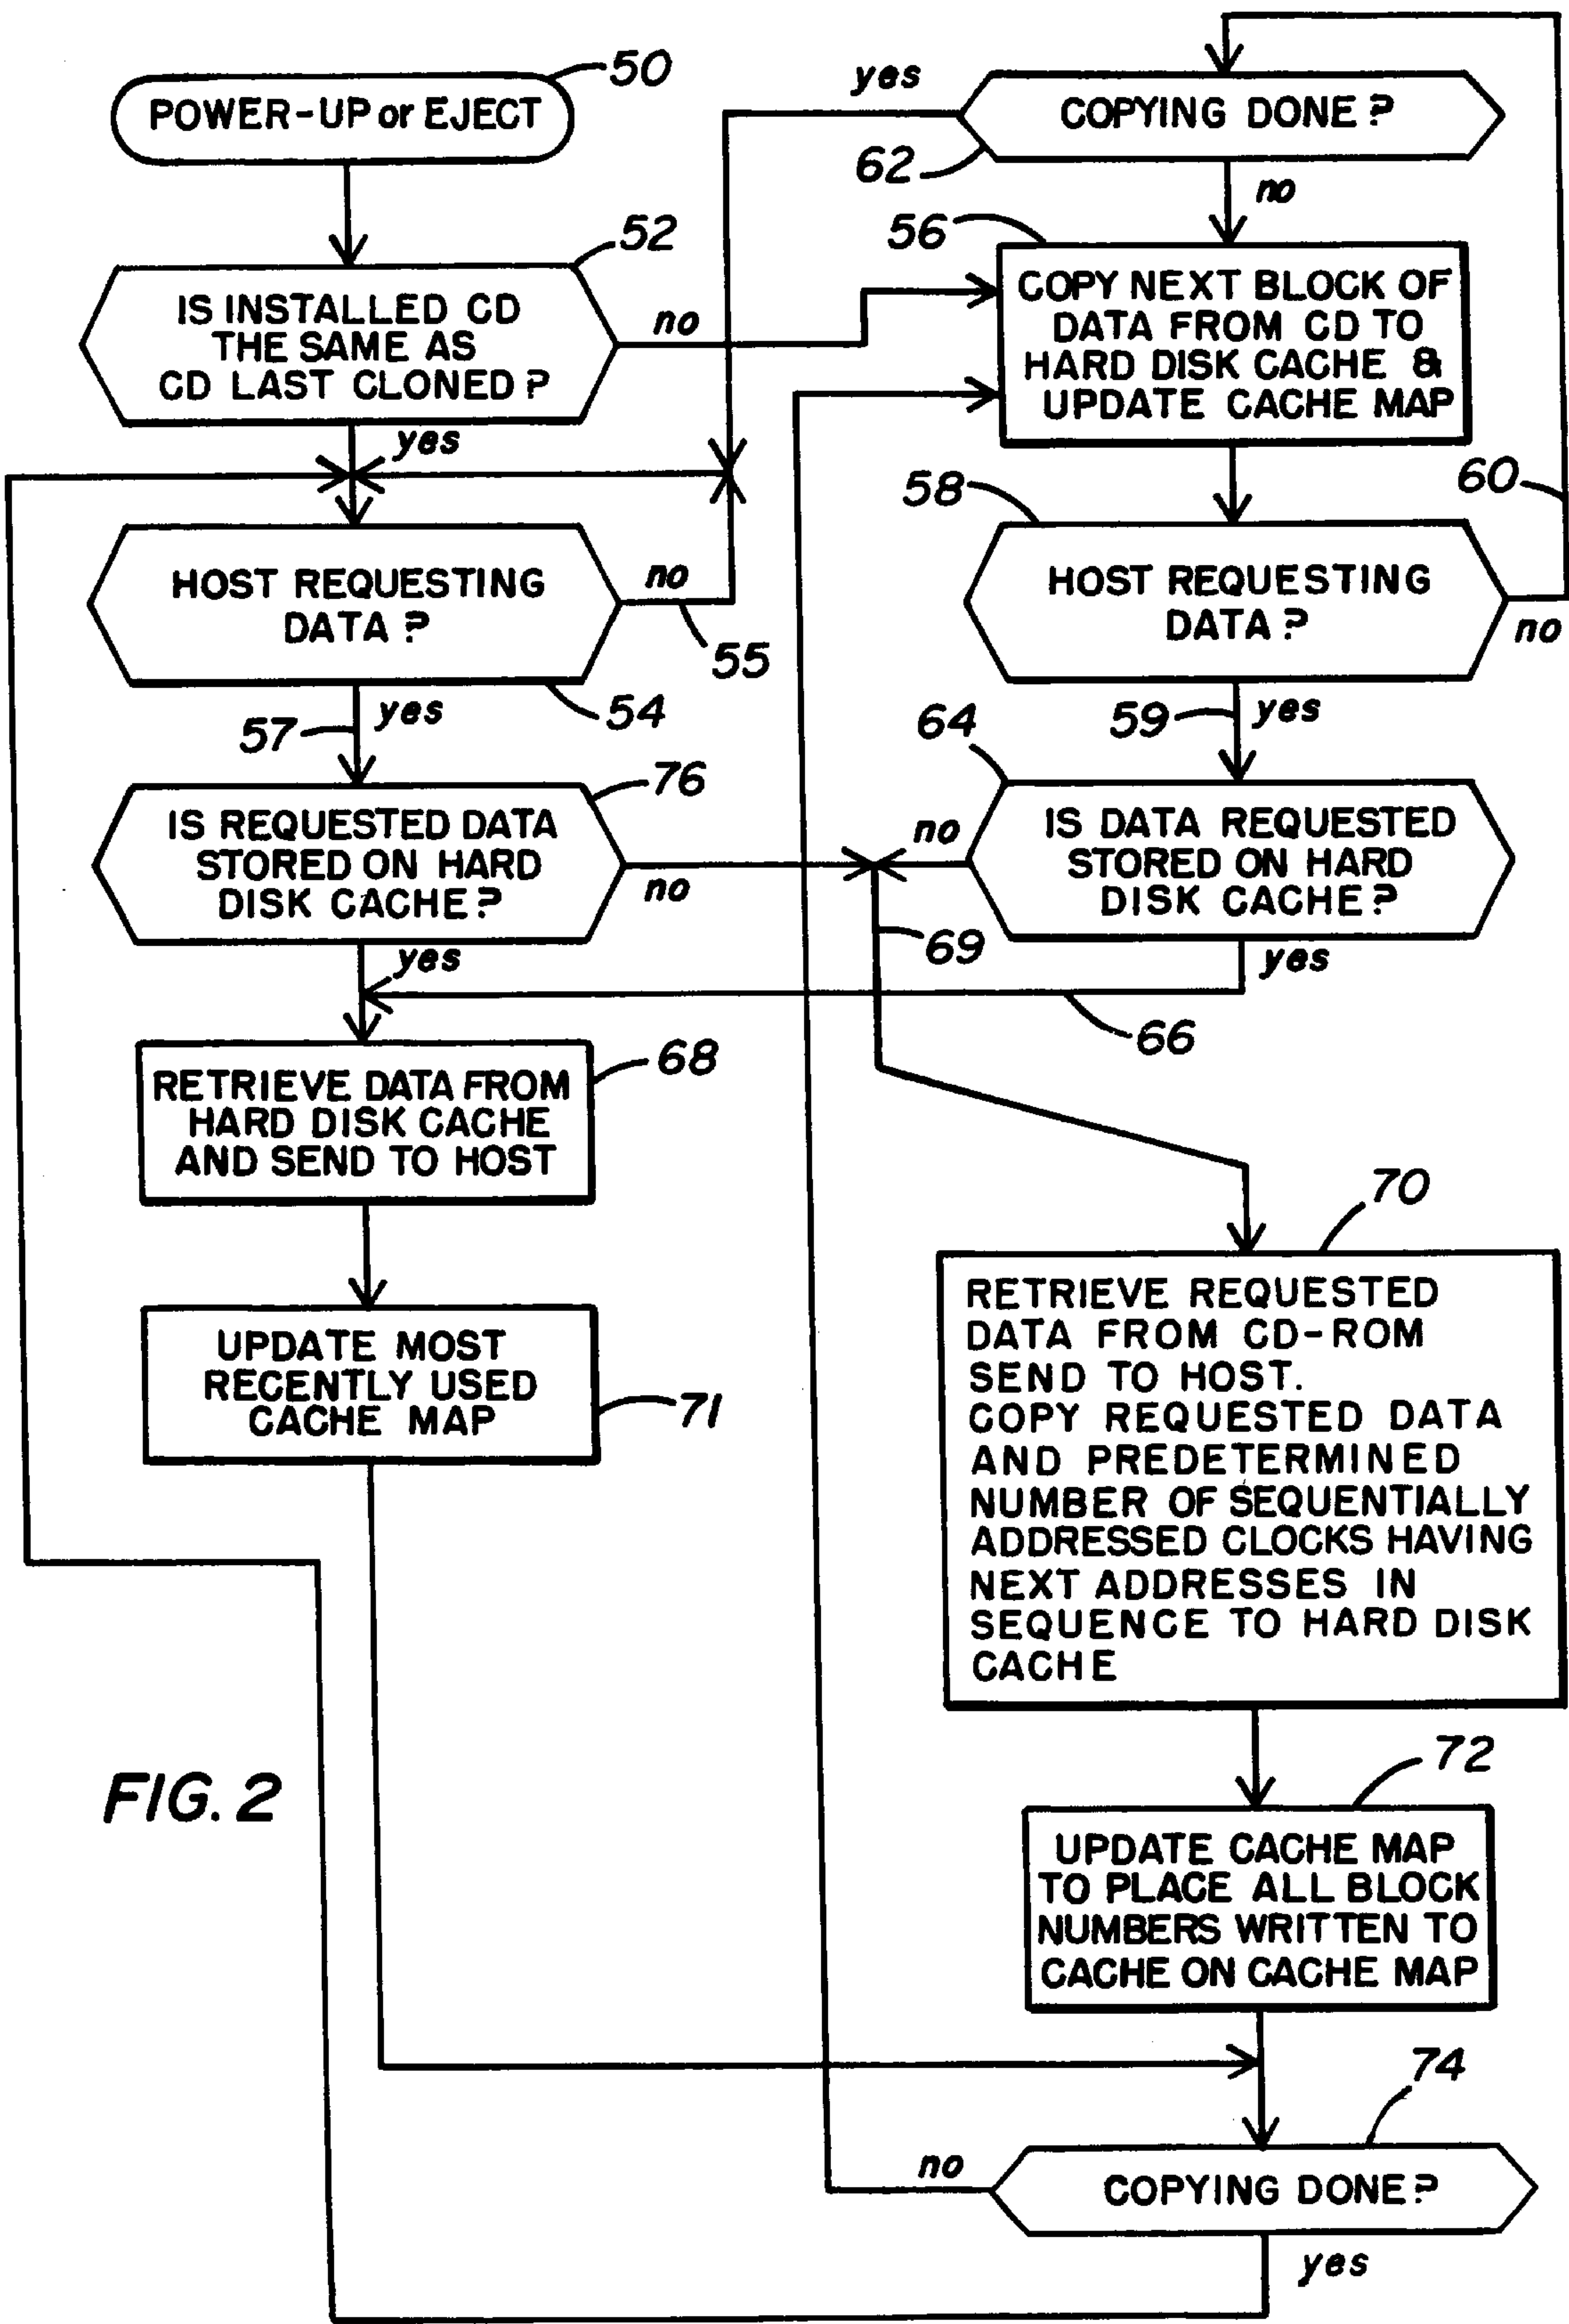 50
POWER-UP or EJECT
52
IS INSTALLED CD
THE SAME AS
CD LAST CLONED?
no
yes
HOST REQUESTING
DATA?
no
55
54
57
yes
76
IS REQUESTED DATA
STORED ON HARD
DISK CACHE?
no
yes
68
RETRIEVE DATA FROM
HARD DISK CACHE
AND SEND TO HOST
UPDATE MOST
RECENTLY USED
CACHE MAP
71
yes
COPYING DONE?
62
no
56
COPY NEXT BLOCK OF
DATA FROM CD TO
HARD DISK CACHE &
UPDATE CACHE MAP
60
58
HOST REQUESTING
DATA?
no
59
yes
64
IS DATA REQUESTED
STORED ON HARD
DISK CACHE?
no
69
yes
66
70
RETRIEVE REQUESTED
DATA FROM CD-ROM
SEND TO HOST.
COPY REQUESTED DATA
AND PREDETERMINED
NUMBER OF SEQUENTIALLY
ADDRESSED CLOCKS HAVING
NEXT ADDRESSES IN
SEQUENCE TO HARD DISK
CACHE
72
UPDATE CACHE MAP
TO PLACE ALL BLOCK
NUMBERS WRITTEN TO
CACHE ON CACHE MAP
74
no
COPYING DONE?
yes
FIG. 2